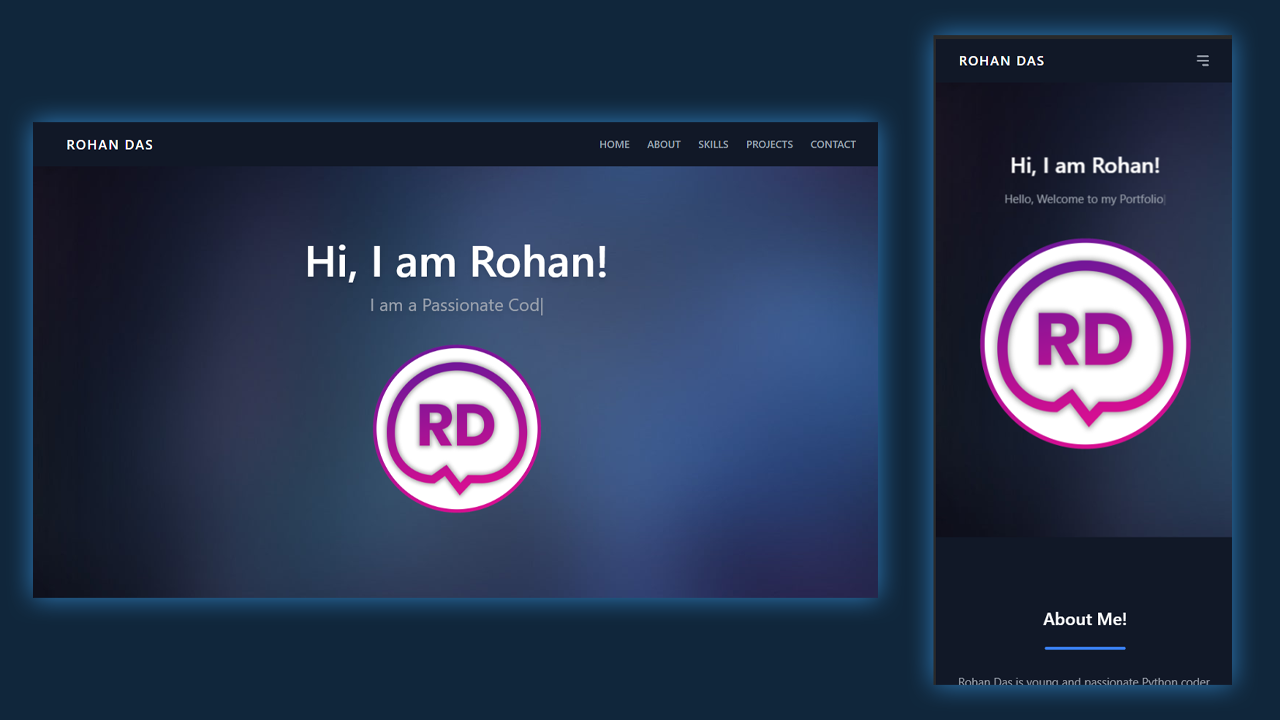 ROHAN DAS
HOME ABOUT SKILLS PROJECTS CONTACT
Hi, I am Rohan!
I am a Passionate Cod|
RD
ROHAN DAS
Hi, I am Rohan!
Hello, Welcome to my Portfolio|
RD
About Me!
Rohan Das is young and passionate Python coder